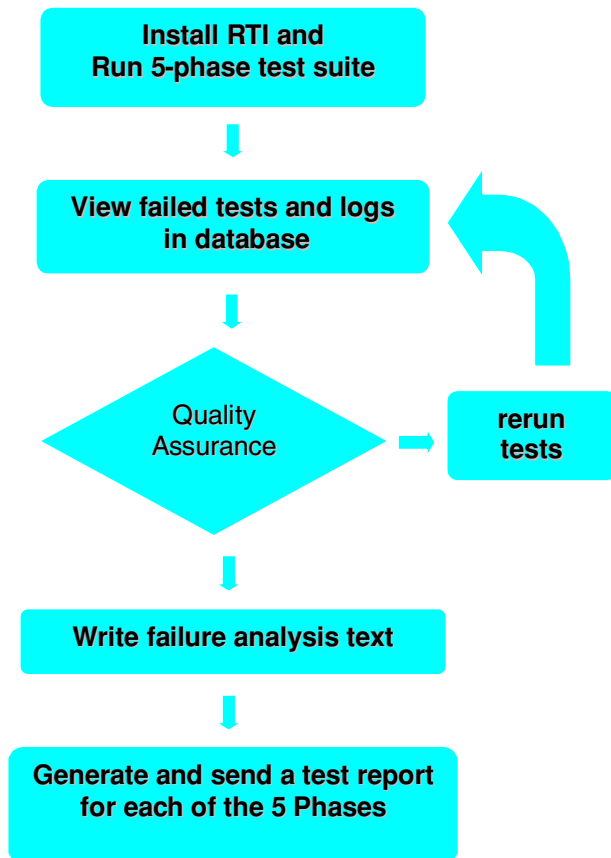 Install RTI and
Run 5-phase test suite
View failed tests and logs
in database
Quality
Assurance
rerun
tests
Write failure analysis text
Generate and send a test report
for each of the 5 Phases